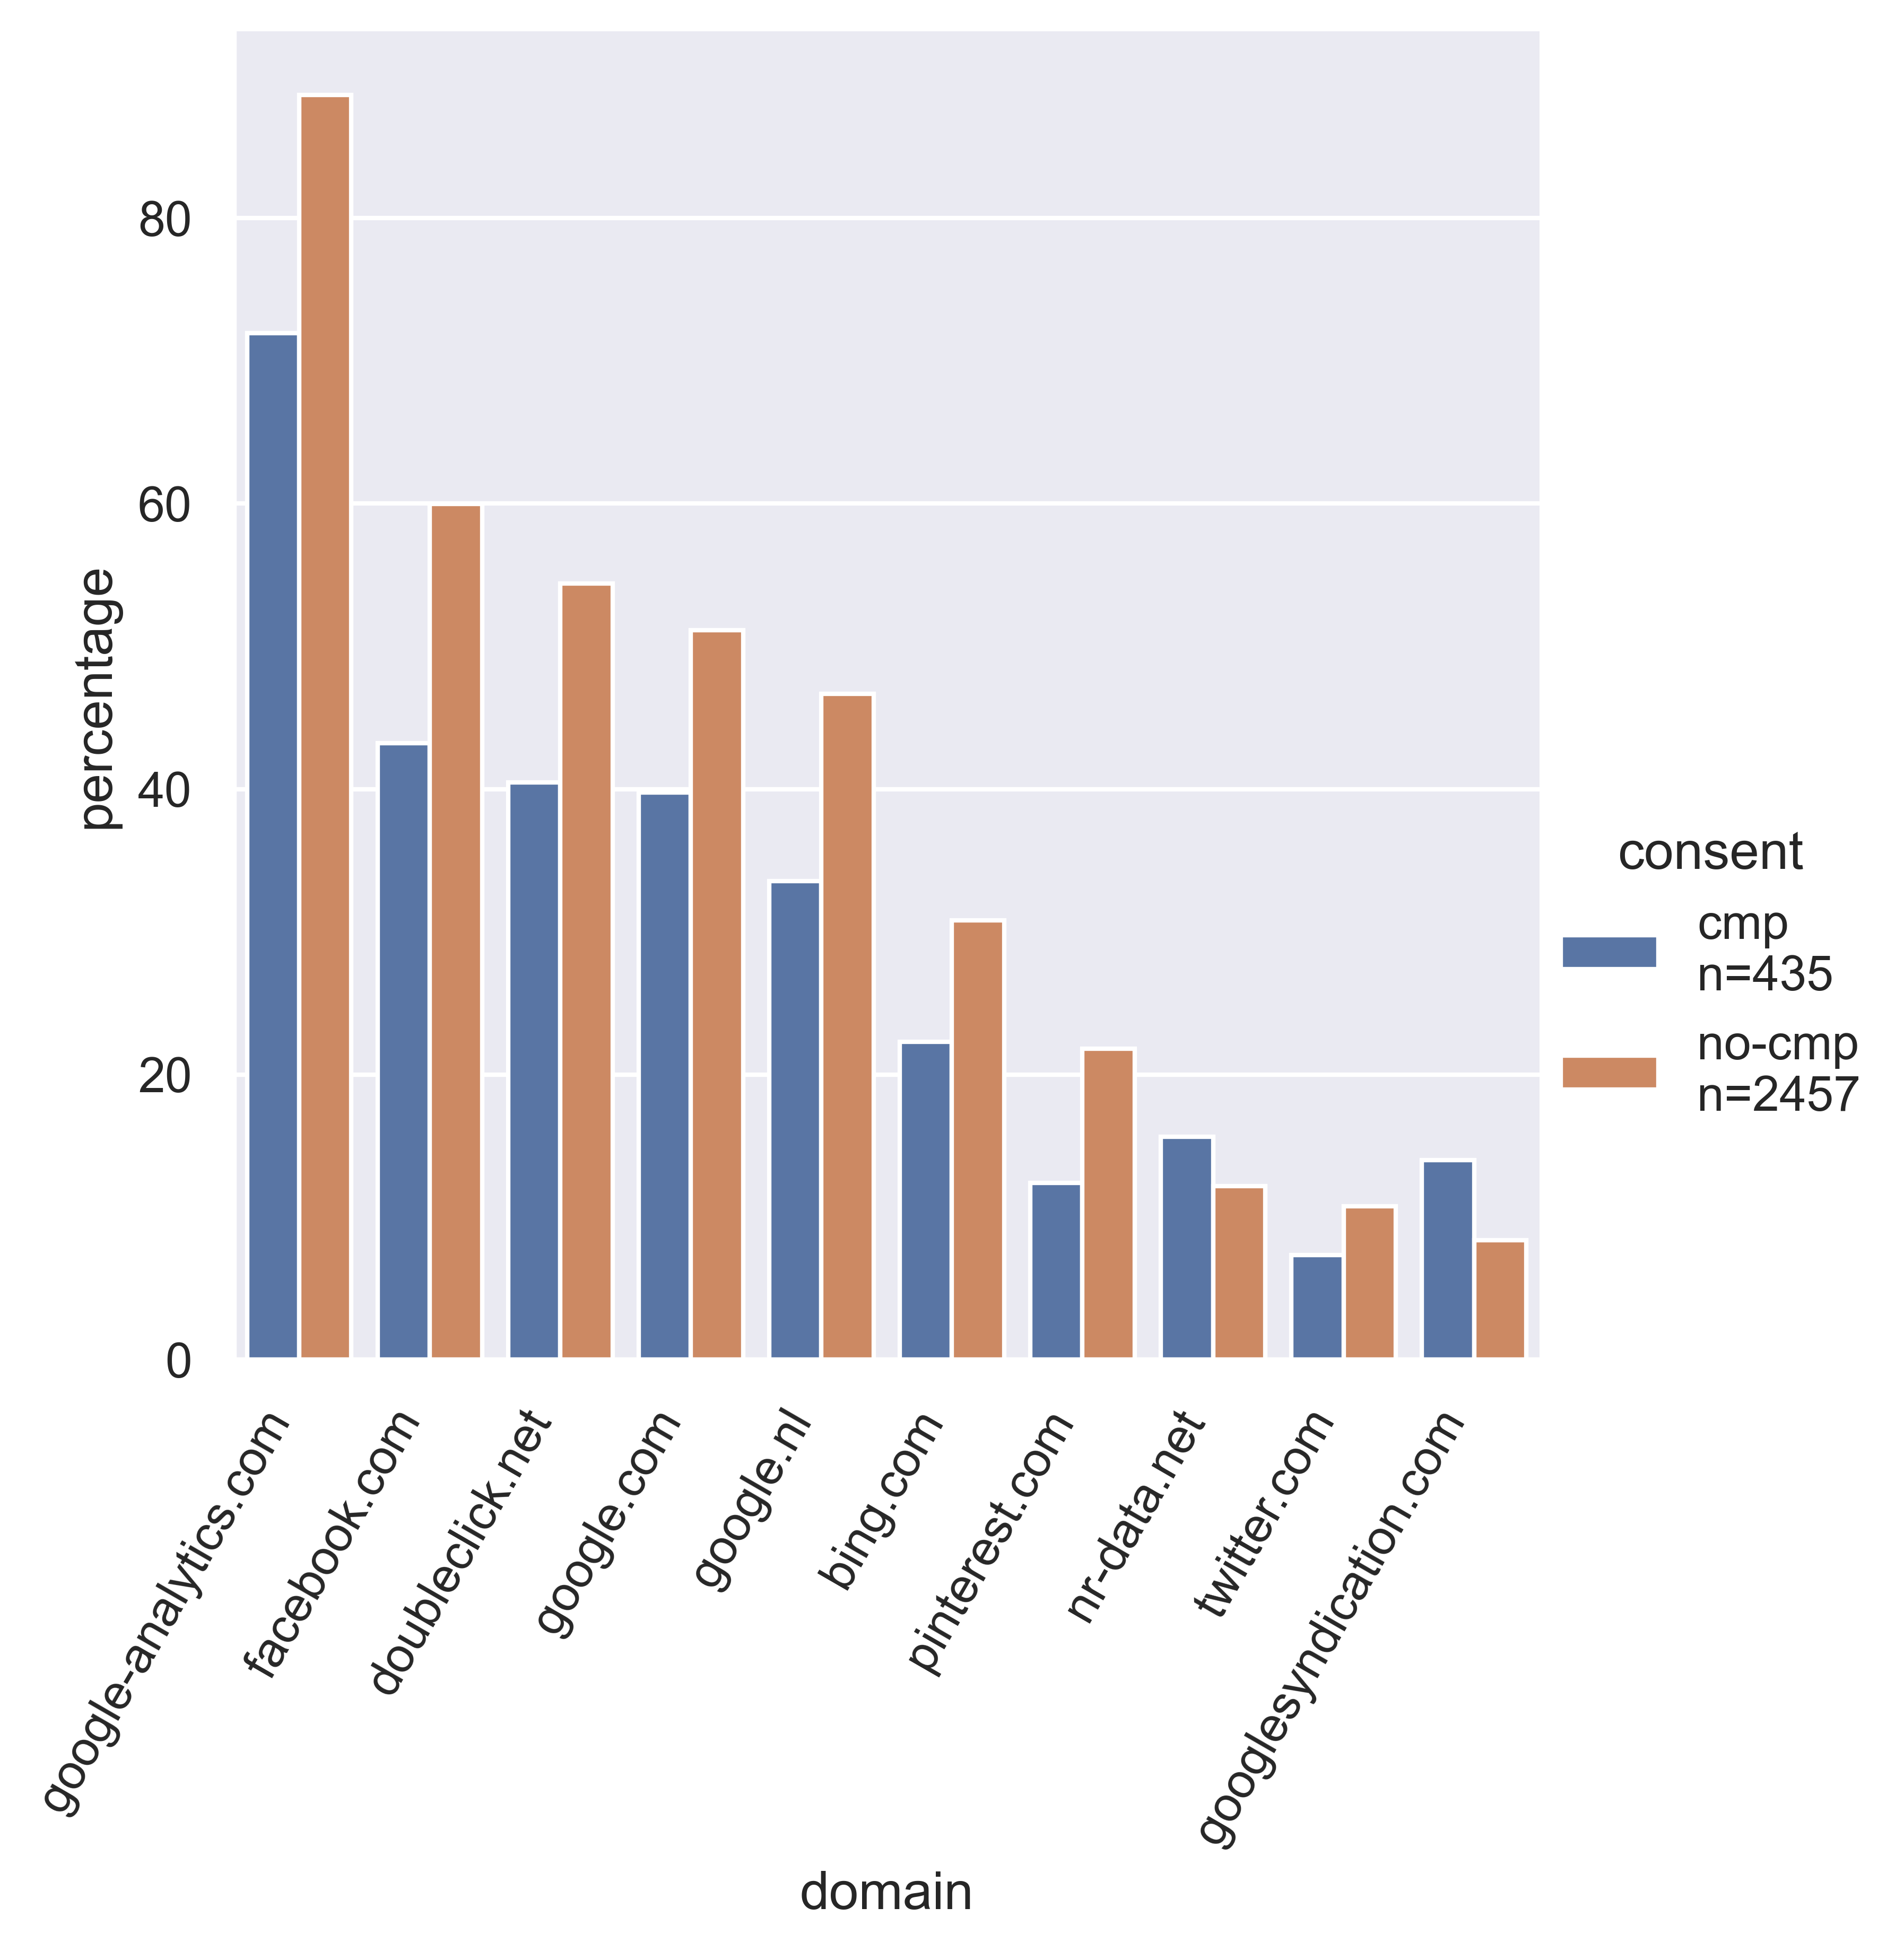 80
60
40
20
0
percentage
google-analytics.com
facebook.com
doubleclick.net
google.com
google.nl
bing.com
pinterest.com
nr-data.net
twitter.com
googlesyndication.com
domain
consent
cmp
n=435
no-cmp
n=2457